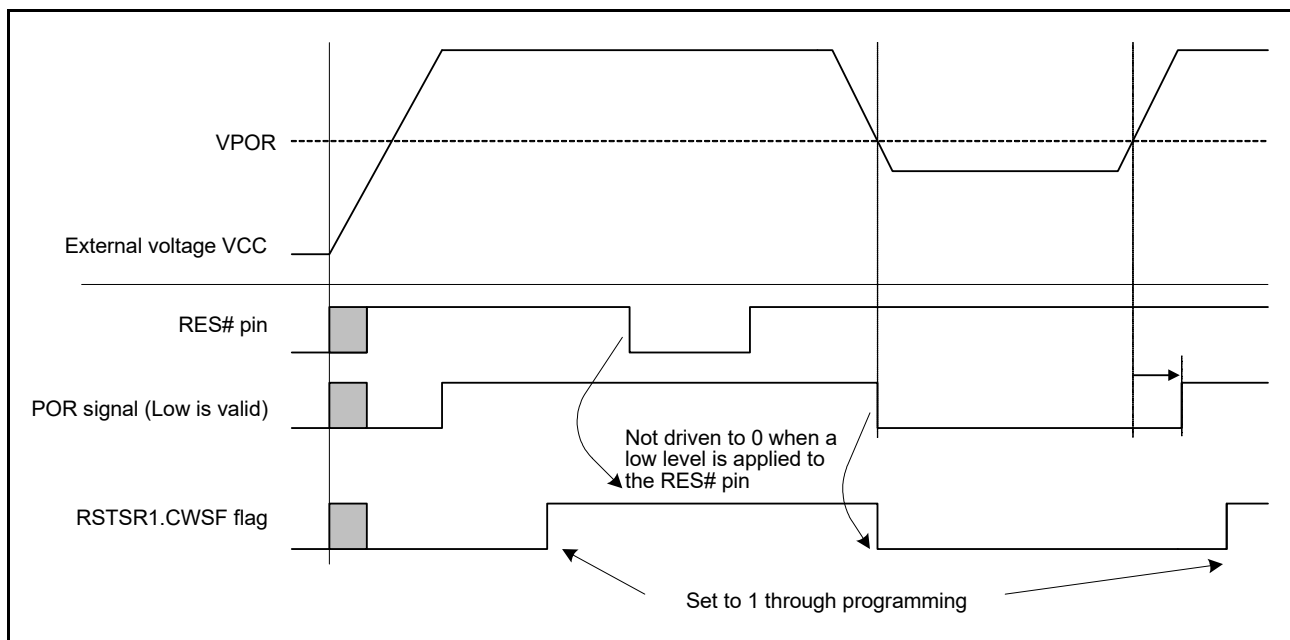 VPOR
External voltage VCC
RES# pin
POR signal (Low is valid)
Not driven to 0 when a
low level is applied to
the RES# pin
RSTSR1.CWSF flag
Set to 1 through programming